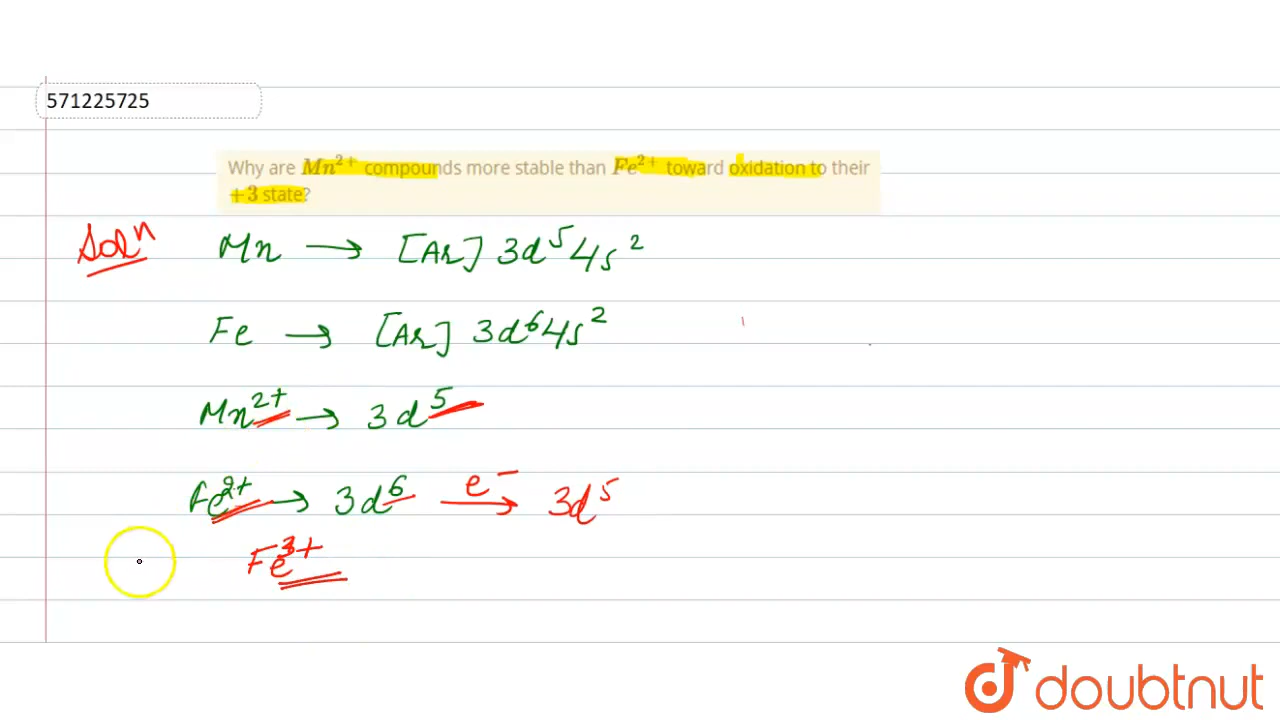 571225725
Why are Mn²⁺ compounds more stable than Fe²⁺ toward oxidation to their
+3 state?
Solⁿ Mn → [Ar] 3d⁵ 4s²
Fe → [Ar] 3d⁶ 4s²
Mn²⁺ → 3d⁵
Fe²⁺ → 3d⁶ e⁻→ 3d⁵
Fe³⁺
doubtnut